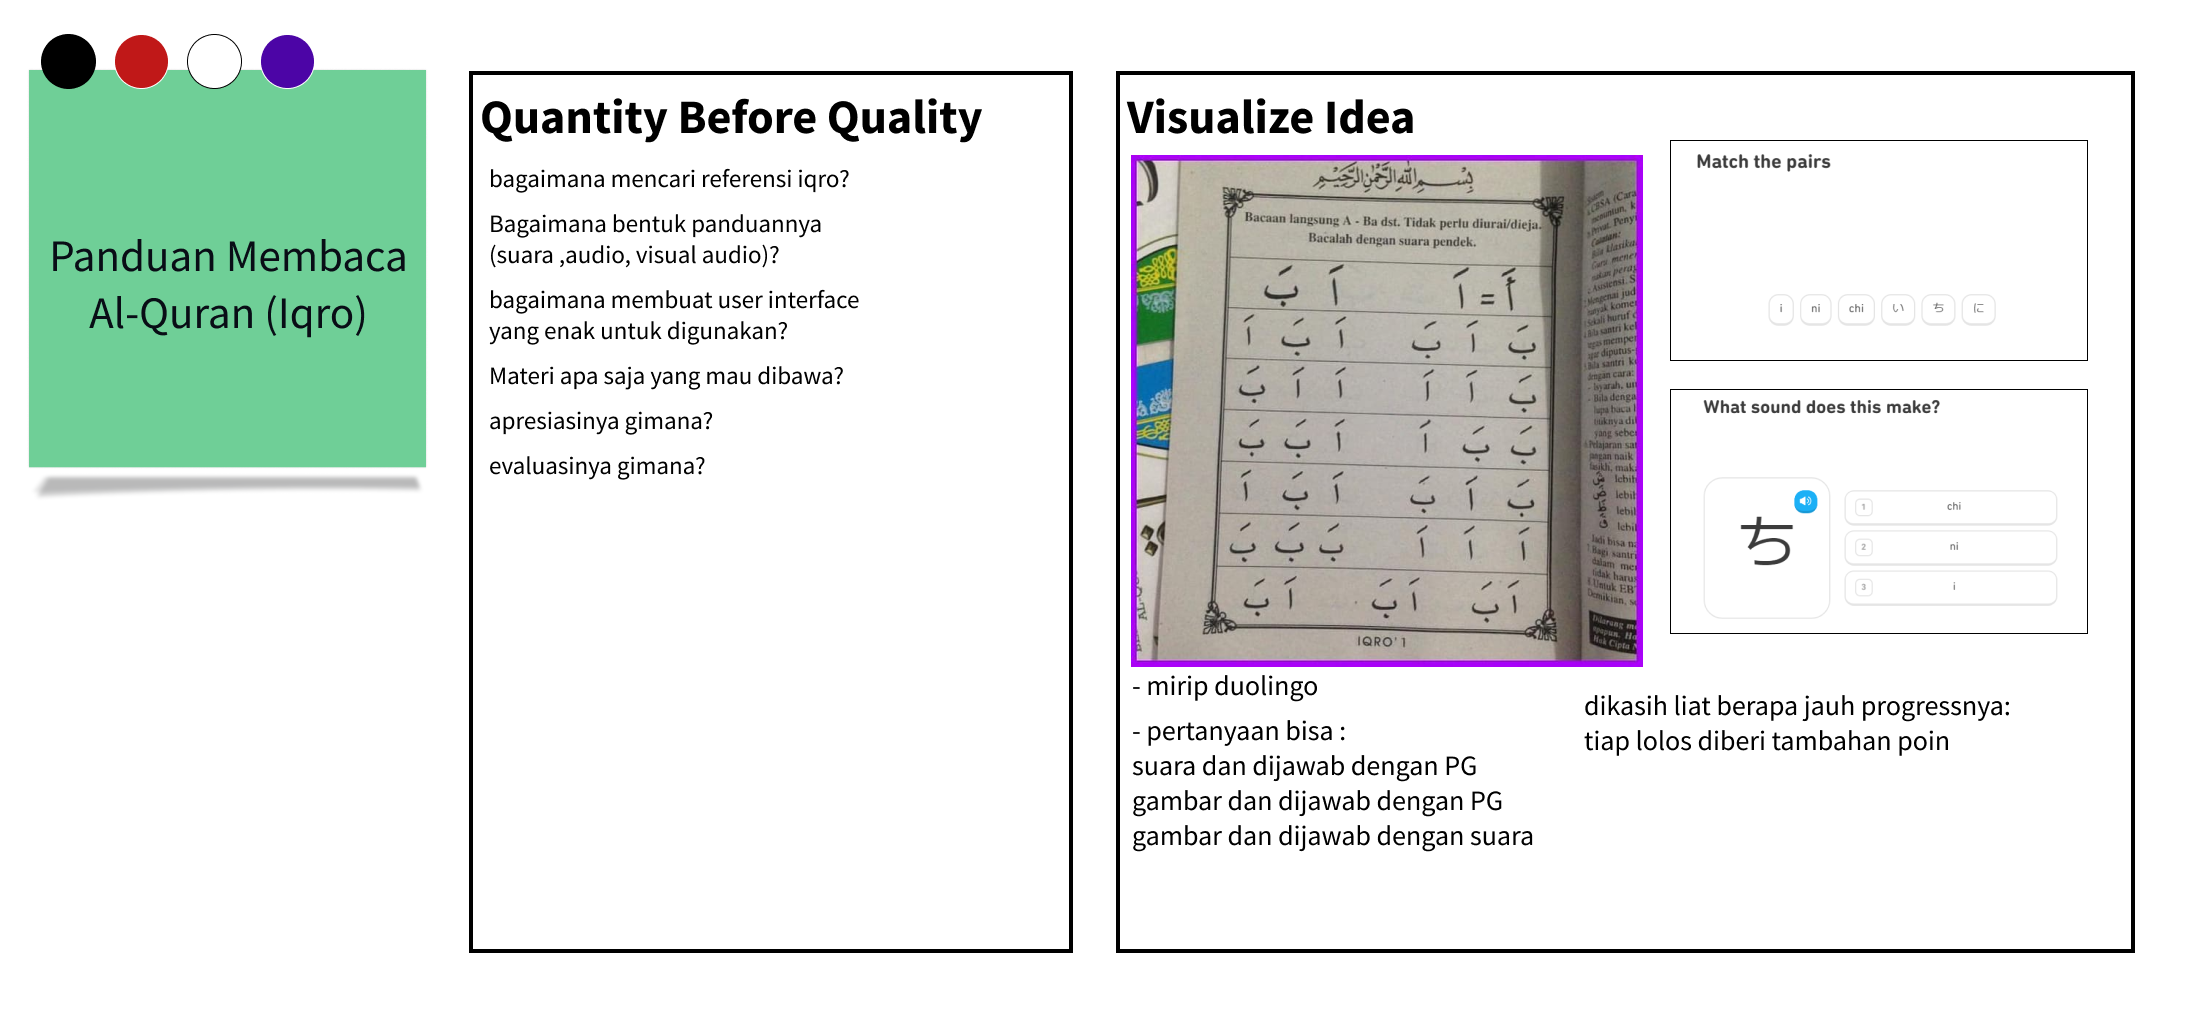 Panduan Membaca
Al-Quran (Iqro)
Quantity Before Quality
bagaimana mencari referensi iqro?
Bagaimana bentuk panduannya
(suara ,audio, visual audio)?
bagaimana membuat user interface
yang enak untuk digunakan?
Materi apa saja yang mau dibawa?
apresiasinya gimana?
evaluasinya gimana?
Visualize Idea
بِسْمِ اللهِ الرَّحْمٰنِ الرَّحِيْمِ
Bacaan langsung A - Ba dst. Tidak perlu diurai/dieja.
Bacalah dengan suara pendek.
أَ = اَ   اَ بَ
بَ اَ بَ   اَ بَ اَ
بَ اَ اَ   اَ اَ بَ
بَ بَ اَ   اَ بَ بَ
بَ اَ بَ   اَ بَ اَ
اَ اَ اَ   بَ بَ بَ
اَ بَ   اَ بَ   اَ بَ
IQRO' 1
Match the pairs
i ni chi い ち に
What sound does this make?
ち
1 chi
2 ni
3 i
- mirip duolingo
- pertanyaan bisa :
suara dan dijawab dengan PG
gambar dan dijawab dengan PG
gambar dan dijawab dengan suara
dikasih liat berapa jauh progressnya:
tiap lolos diberi tambahan poin